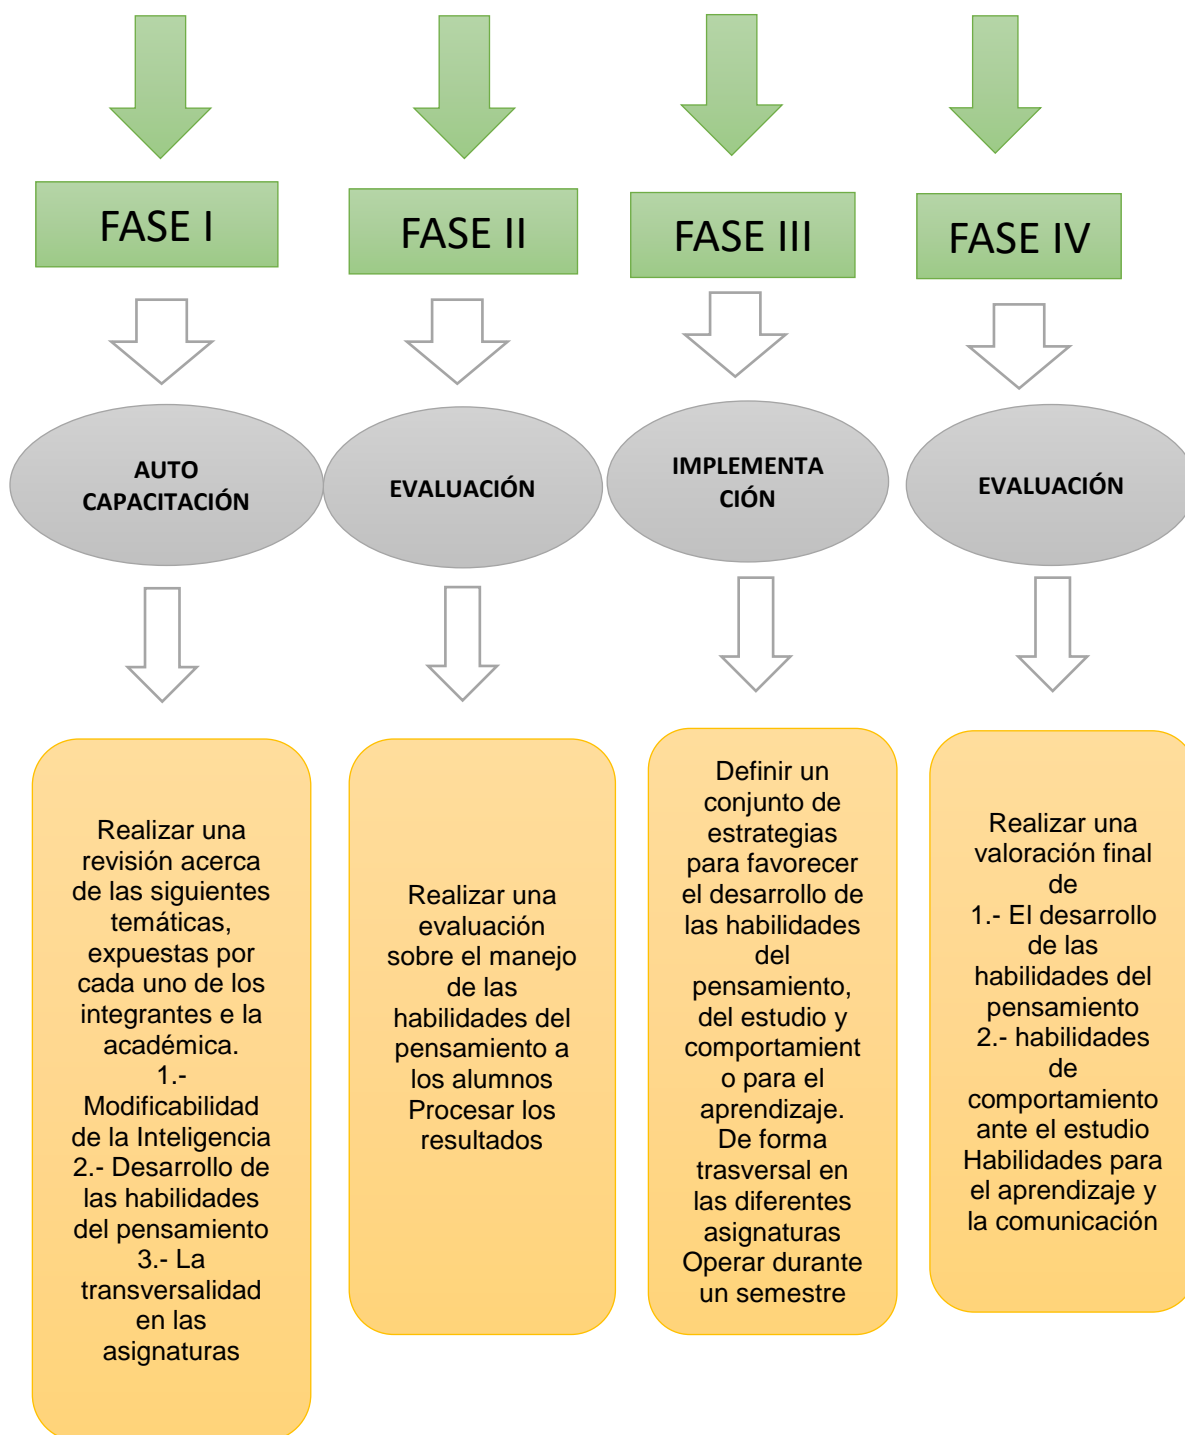 FASE I
FASE II
FASE III
FASE IV
AUTO
CAPACITACIÓN
EVALUACIÓN
IMPLEMENTA
CIÓN
EVALUACIÓN
Realizar una
revisión acerca
de las siguientes
temáticas,
expuestas por
cada uno de los
integrantes e la
académica.
1.-
Modificabilidad
de la Inteligencia
2.- Desarrollo de
las habilidades
del pensamiento
3.- La
transversalidad
en las
asignaturas
Realizar una
evaluación
sobre el manejo
de las
habilidades del
pensamiento a
los alumnos
Procesar los
resultados
Definir un
conjunto de
estrategias
para favorecer
el desarrollo de
las habilidades
del
pensamiento,
del estudio y
comportamient
o para el
aprendizaje.
De forma
trasversal en
las diferentes
asignaturas
Operar durante
un semestre
Realizar una
valoración final
de
1.- El desarrollo
de las
habilidades del
pensamiento
2.- habilidades
de
comportamiento
ante el estudio
Habilidades para
el aprendizaje y
la comunicación